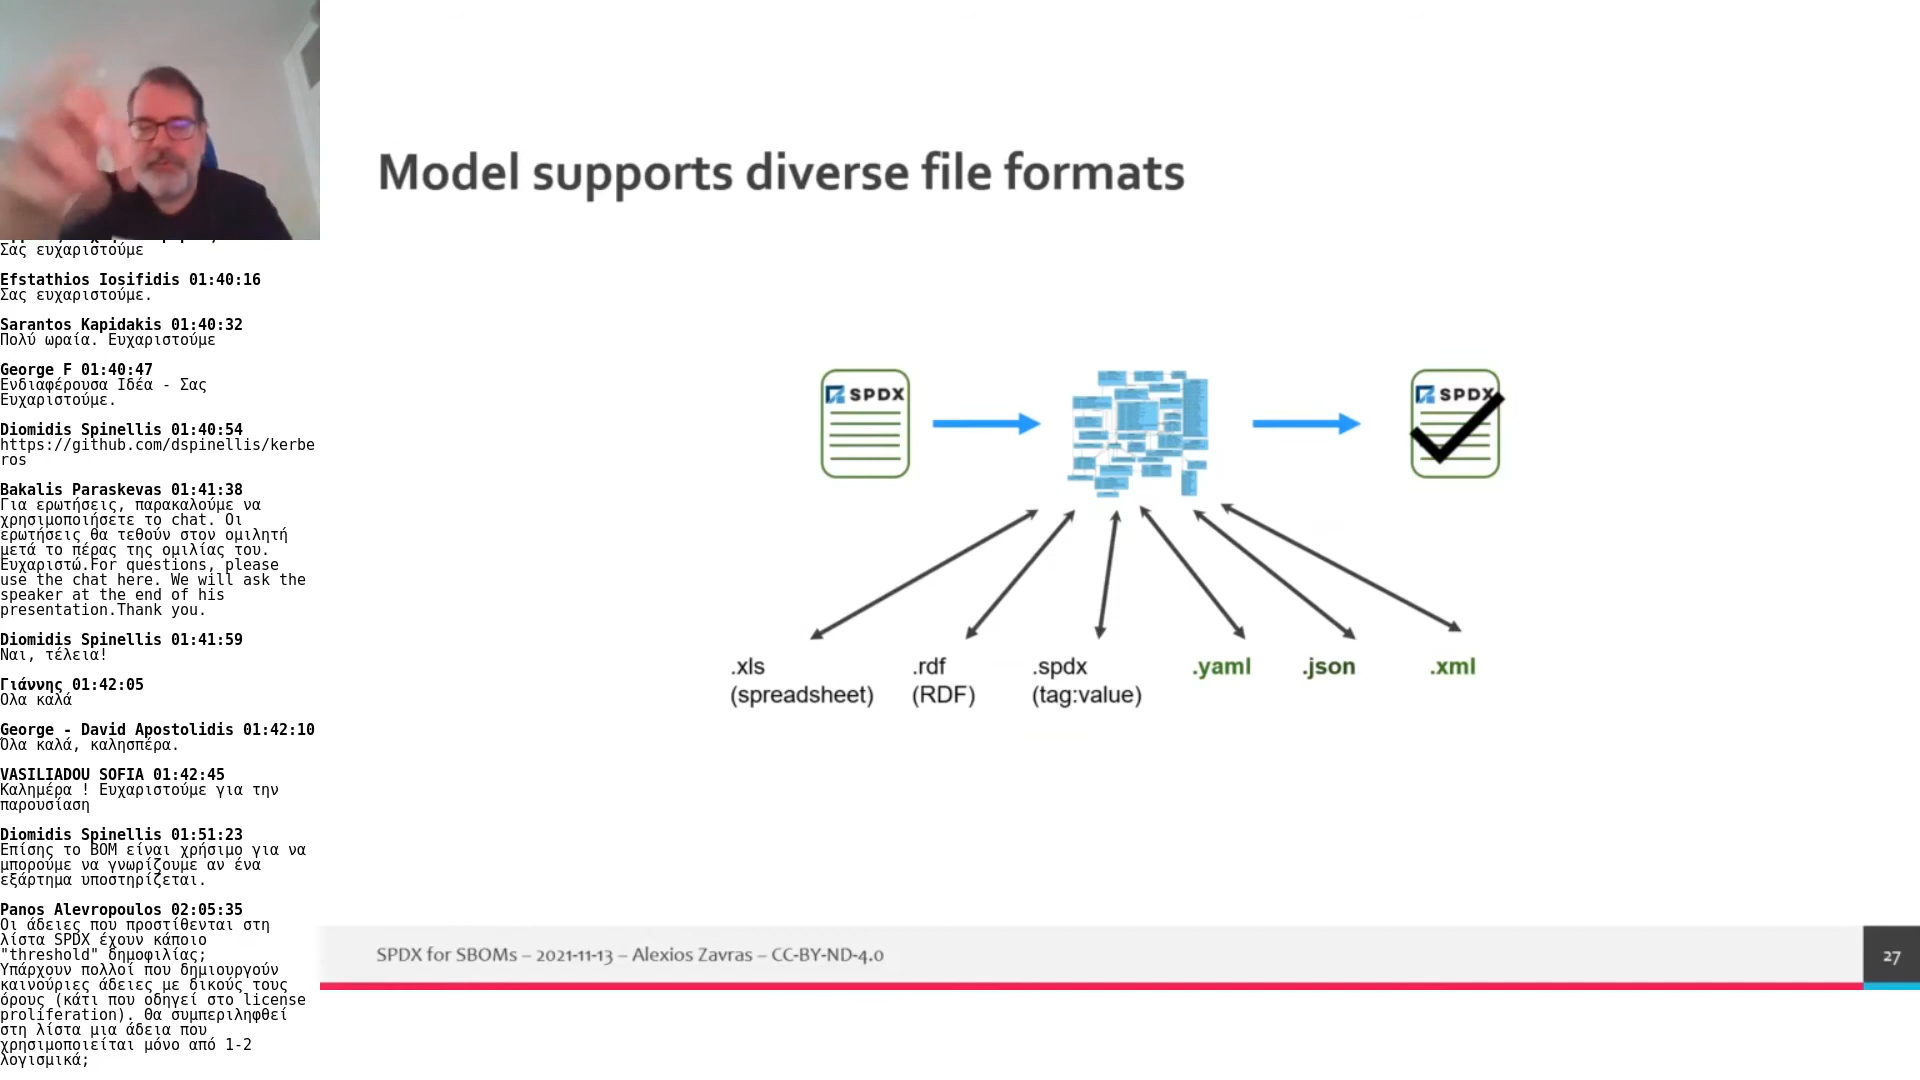 Σας ευχαριστούμε
Efstathios Iosifidis 01:40:16
Σας ευχαριστούμε.
Sarantos Kapidakis 01:40:32
Πολύ ωραία. Ευχαριστούμε
George F 01:40:47
Ενδιαφέρουσα Ιδέα - Σας
Ευχαριστούμε.
Diomidis Spinellis 01:40:54
https://github.com/dspinellis/kerbe
ros
Bakalis Paraskevas 01:41:38
Για ερωτήσεις, παρακαλούμε να
χρησιμοποιήσετε το chat. Οι
ερωτήσεις θα τεθούν στον ομιλητή
μετά το πέρας της ομιλίας του.
Ευχαριστώ.For questions, please
use the chat here. We will ask the
speaker at the end of his
presentation.Thank you.
Diomidis Spinellis 01:41:59
Ναι, τέλεια!
Γιάννης 01:42:05
Ολα καλά
George - David Apostolidis 01:42:10
Όλα καλά, καλησπέρα.
VASILIADOU SOFIA 01:42:45
Καλημέρα ! Ευχαριστούμε για την
παρουσίαση
Diomidis Spinellis 01:51:23
Επίσης το BOM είναι χρήσιμο για να
μπορούμε να γνωρίζουμε αν ένα
εξάρτημα υποστηρίζεται.
Panos Alevropoulos 02:05:35
Οι άδειες που προστίθενται στη
λίστα SPDX έχουν κάποιο
"threshold" δημοφιλίας;
Υπάρχουν πολλοί που δημιουργούν
καινούριες άδειες με δικούς τους
όρους (κάτι που οδηγεί στο license
proliferation). Θα συμπεριληφθεί
στη λίστα μια άδεια που
χρησιμοποιείται μόνο από 1-2
λογισμικά;
Model supports diverse file formats
SPDX
SPDX
.xls
(spreadsheet)
.rdf
(RDF)
.spdx
(tag:value)
.yaml
.json
.xml
SPDX for SBOMs – 2021-11-13 – Alexios Zavras – CC-BY-ND-4.0
27